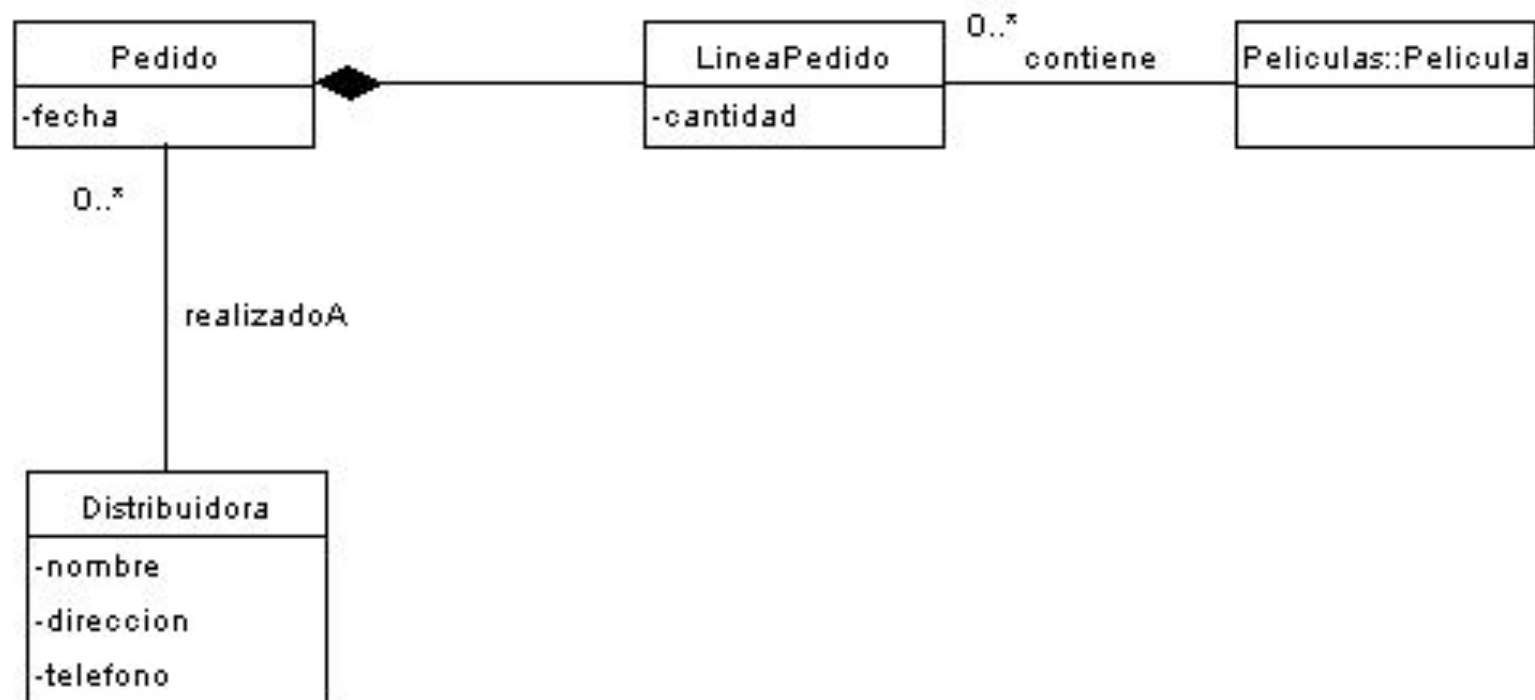 Pedido
-fecha
LineaPedido
-cantidad
0..*
contiene
Peliculas::Pelicula
0..*
realizadoA
Distribuidora
-nombre
-direccion
-telefono